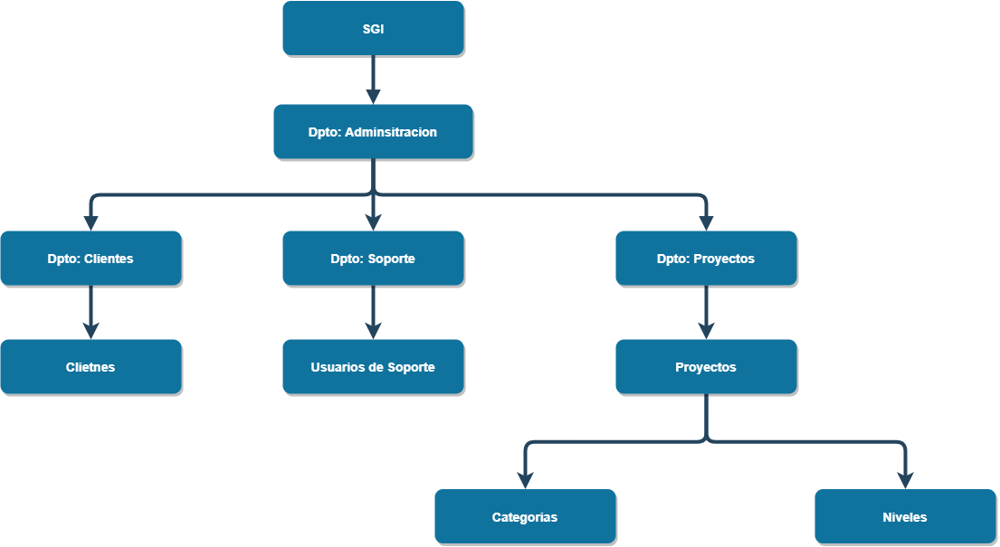 SGI
Dpto: Adminsitracion
Dpto: Clientes
Dpto: Soporte
Dpto: Proyectos
Clietnes
Usuarios de Soporte
Proyectos
Categorias
Niveles